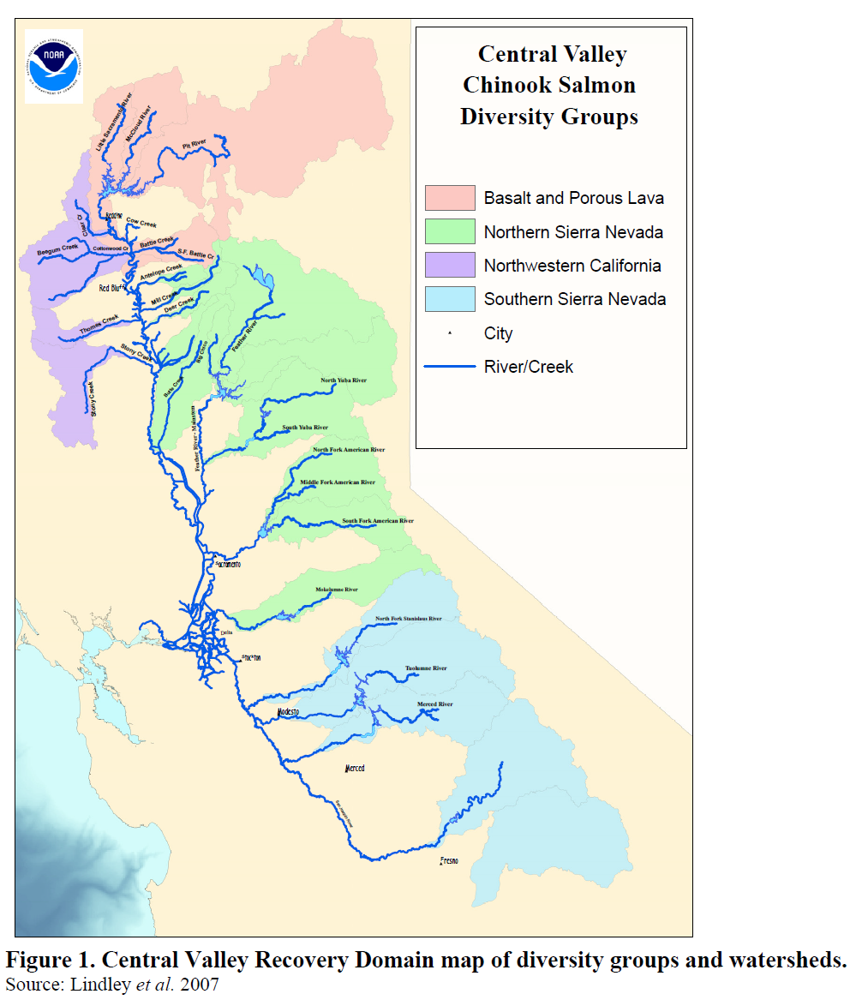 NOAA
Central Valley
Chinook Salmon
Diversity Groups
Basalt and Porous Lava
Northern Sierra Nevada
Northwestern California
Southern Sierra Nevada
City
River/Creek
Little Sacramento River
McCloud River
Pit River
Redding
Clear Cr
Cow Creek
Beegum Creek
Cottonwood Cr
Battle Creek
S.F. Battle Cr
Antelope Creek
Red Bluff
Mill Creek
Deer Creek
Thomes Creek
Stony Creek
Stony Creek
Big Chico
Butte Creek
Feather River
Feather River - Mainstem
North Yuba River
South Yuba River
North Fork American River
Middle Fork American River
South Fork American River
Sacramento
Mokelumne River
Delta
North Fork Stanislaus River
Stockton
Tuolumne River
Modesto
Merced River
Merced
San Joaquin River
Fresno
Figure 1. Central Valley Recovery Domain map of diversity groups and watersheds.
Source: Lindley et al. 2007